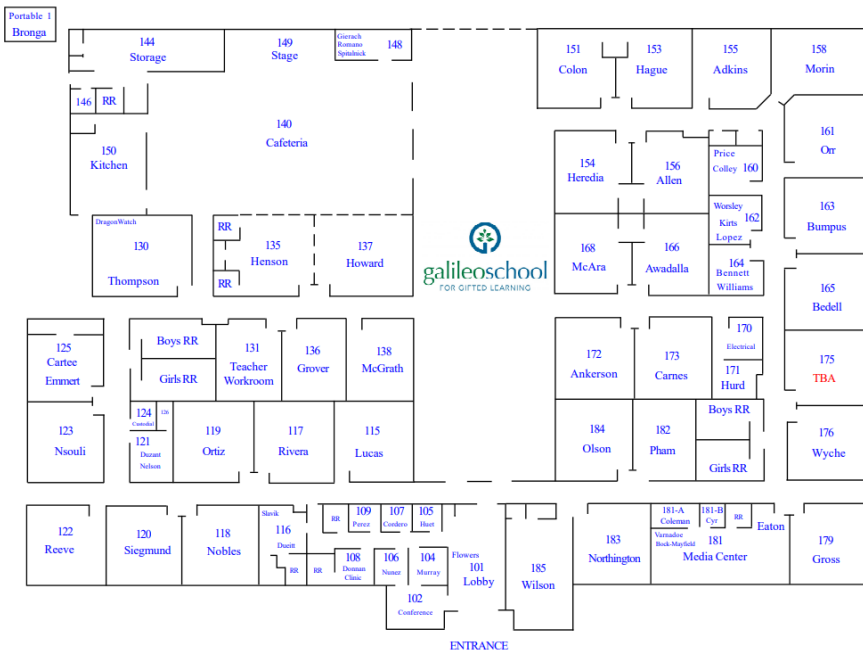 Portable 1
Bronga
144
Storage
149
Stage
Gierach
Romano
Spitulnick
148
151
Colon
153
Hague
155
Adkins
158
Morin
146
RR
150
Kitchen
140
Cafeteria
154
Heredia
156
Allen
Price
Colley
160
161
Orr
DragonWatch
130
Thompson
RR
135
Henson
RR
137
Howard
galileoschool
FOR GIFTED LEARNING
168
McAra
166
Awadalla
Worsley
Kirts
Lopez
162
164
Bennett
Williams
163
Bumpus
165
Bedell
125
Cartee
Emmert
Boys RR
Girls RR
131
Teacher
Workroom
136
Grover
138
McGrath
172
Ankerson
173
Carnes
170
Electrical
171
Hurd
175
TBA
123
Nsouli
124
Custodial
126
121
Duzant
Nelson
119
Ortiz
117
Rivera
115
Lucas
184
Olson
182
Pham
Boys RR
Girls RR
176
Wyche
122
Reeve
120
Siegmund
118
Nobles
Slavik
116
Dueitt
RR
RR
RR
109
Perez
107
Cordero
105
Huet
108
Dorman
Clinic
106
Nunez
104
Murray
102
Conference
Flowers
101
Lobby
185
Wilson
183
Northington
181-A
Coleman
181-B
Cyr
RR
Eaton
Varnadoe
Bock-Mayfield
181
Media Center
179
Gross
ENTRANCE